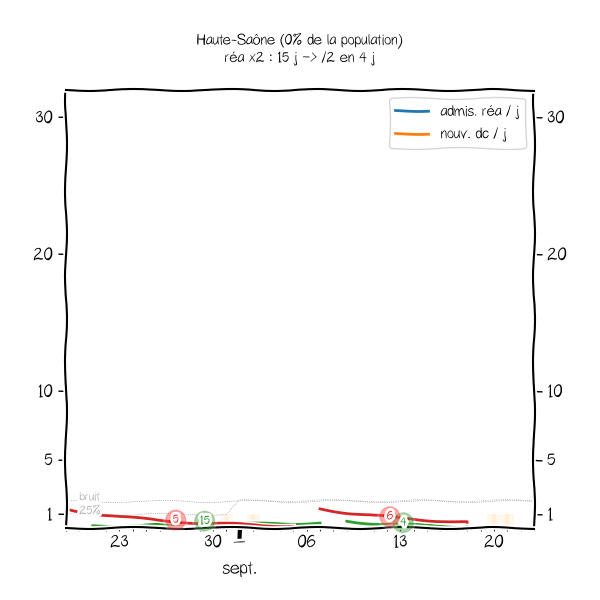 Haute-Saône (0% de la population)
réa x2 : 15 j -> /2 en 4 j
admis. réa / j
nouv. dc / j
30 30
20 20
10 10
5 5
bruit
25%
1 1
5 15 6 4
23 30 06 13 20
sept.